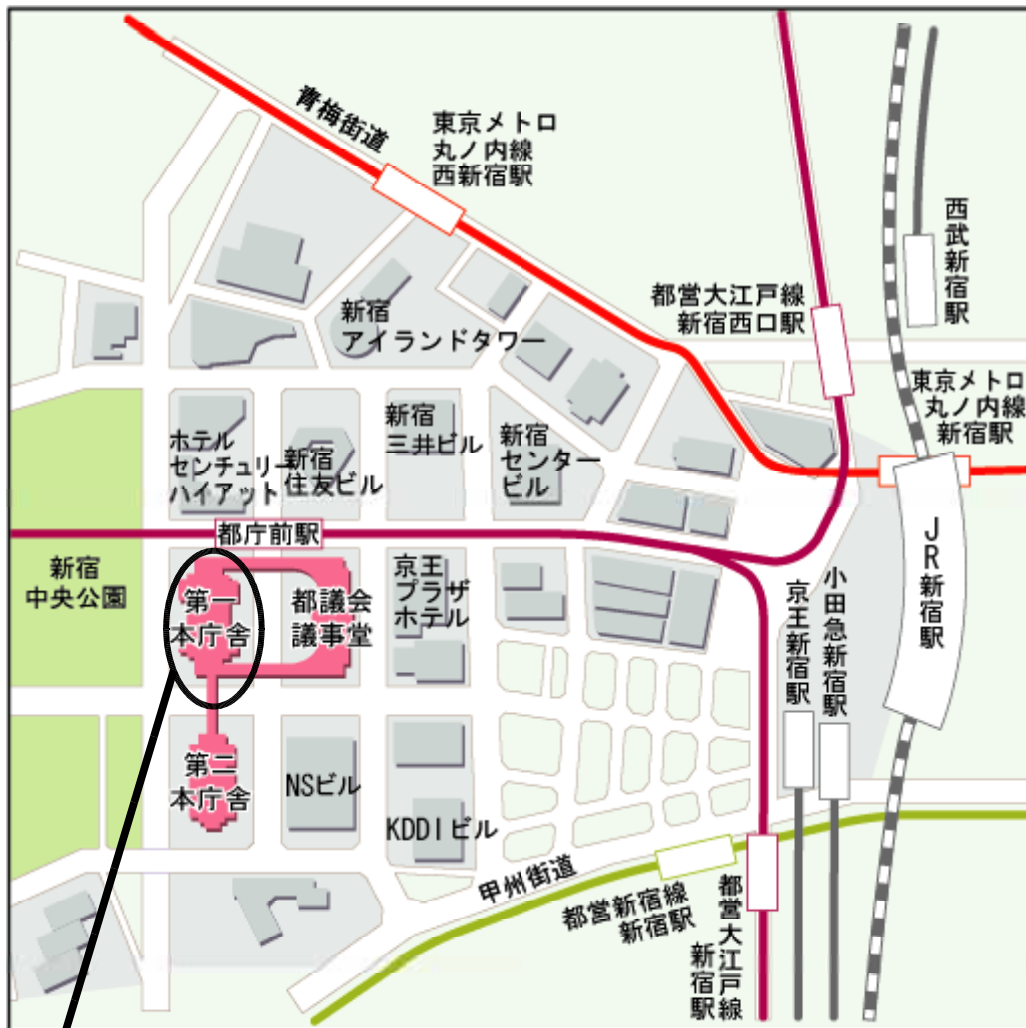 青梅街道
東京メトロ
丸ノ内線
西新宿駅
西武新宿駅
都営大江戸線
新宿西口駅
新宿
アイランドタワー
東京メトロ
丸ノ内線
新宿駅
ホテル
センチュリー
ハイアット
新宿
住友ビル
新宿
三井ビル
新宿
センター
ビル
都庁前駅
JR新宿駅
新宿
中央公園
第一
本庁舎
都議会
議事堂
京王
プラザ
ホテル
京王新宿駅
小田急新宿駅
第二
本庁舎
NSビル
KDDIビル
甲州街道
都営新宿線
新宿駅
都営大江戸線
新宿駅